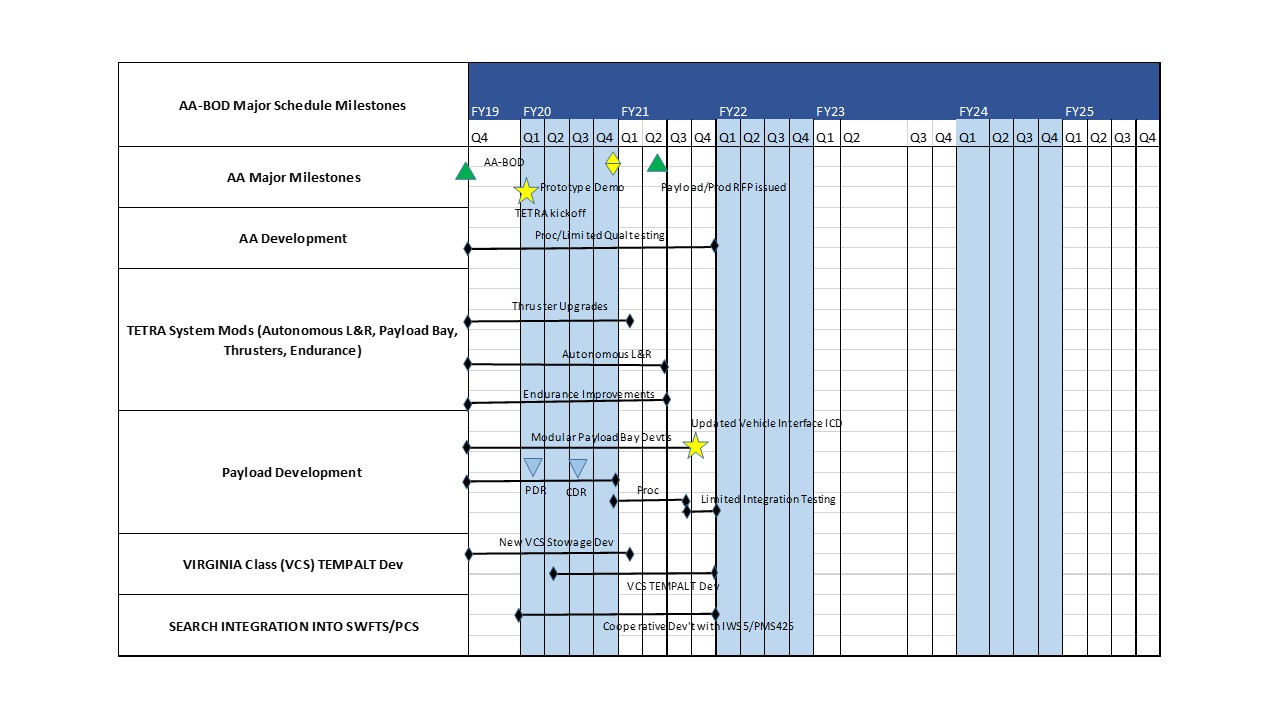 AA-BOD Major Schedule Milestones
FY19 FY20 FY21 FY22 FY23 FY24 FY25
Q4 Q1 Q2 Q3 Q4 Q1 Q2 Q3 Q4 Q1 Q2 Q3 Q4 Q1 Q2 Q3 Q4 Q1 Q2 Q3 Q4 Q1 Q2 Q3 Q4
AA Major Milestones
AA-BOD
Prototype Demo
Payload/Prod RFP issued
TETRA kickoff
AA Development
Proc/Limited Qual testing
TETRA System Mods (Autonomous L&R, Payload Bay,
Thrusters, Endurance)
Thruster Upgrades
Autonomous L&R
Endurance Improvements
Payload Development
Updated Vehicle Interface ICD
Modular Payload Bay Devt's
PDR
CDR
Proc
Limited Integration Testing
VIRGINIA Class (VCS) TEMPALT Dev
New VCS Stowage Dev
VCS TEMPALT Dev
SEARCH INTEGRATION INTO SWFTS/PCS
Cooperative Dev't with IWS 5/PMS425